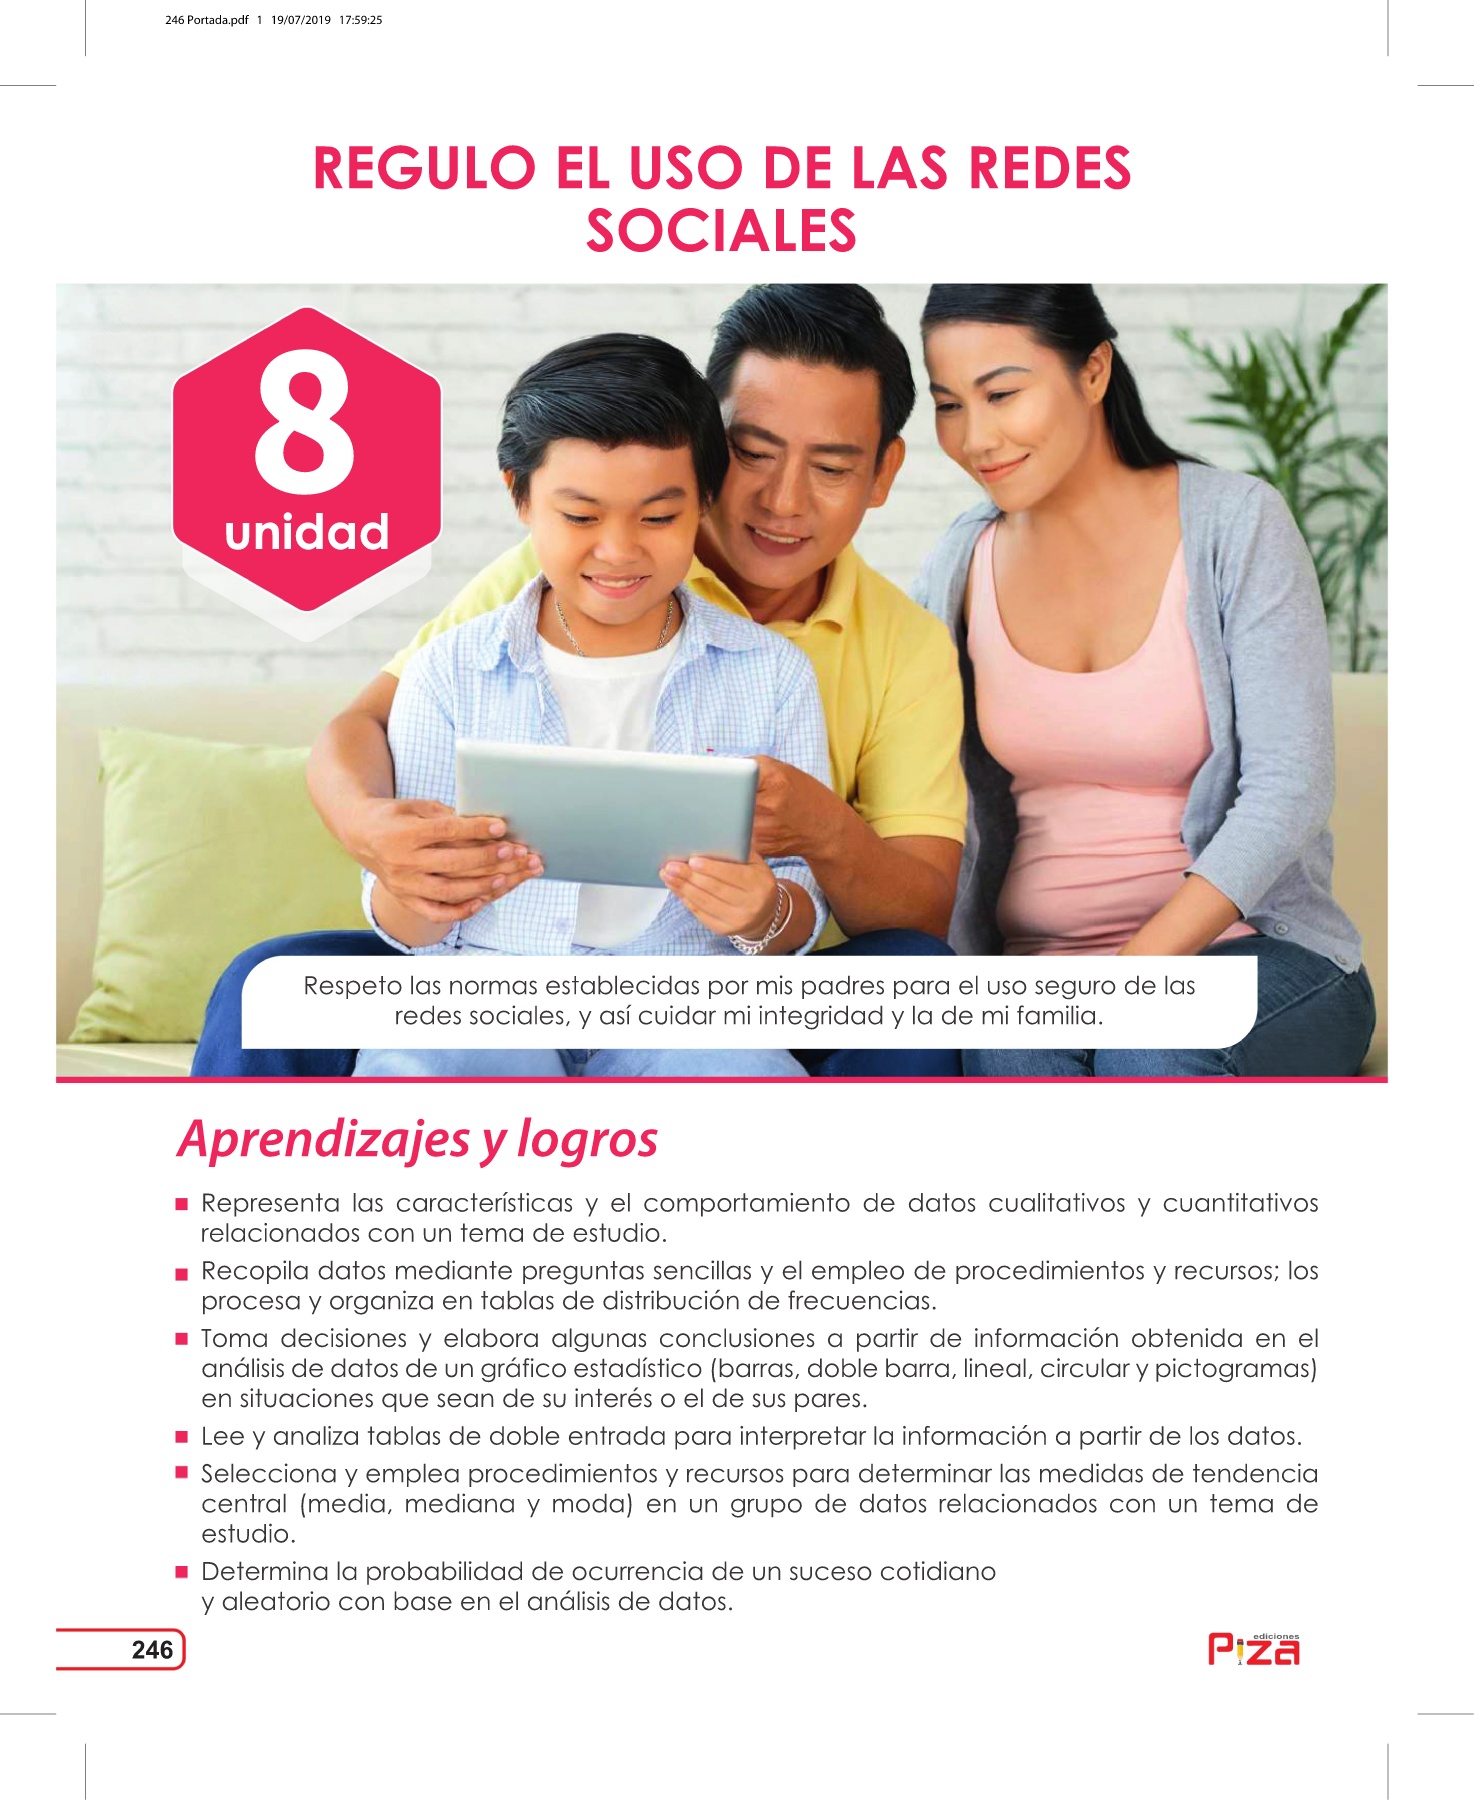 246 Portada.pdf 1 19/07/2019 17:59:25
REGULO EL USO DE LAS REDES
SOCIALES
8
unidad
Respeto las normas establecidas por mis padres para el uso seguro de las
redes sociales, y así cuidar mi integridad y la de mi familia.
Aprendizajes y logros
Representa las características y el comportamiento de datos cualitativos y cuantitativos
relacionados con un tema de estudio.
Recopila datos mediante preguntas sencillas y el empleo de procedimientos y recursos; los
procesa y organiza en tablas de distribución de frecuencias.
Toma decisiones y elabora algunas conclusiones a partir de información obtenida en el
análisis de datos de un gráfico estadístico (barras, doble barra, lineal, circular y pictogramas)
en situaciones que sean de su interés o el de sus pares.
Lee y analiza tablas de doble entrada para interpretar la información a partir de los datos.
Selecciona y emplea procedimientos y recursos para determinar las medidas de tendencia
central (media, mediana y moda) en un grupo de datos relacionados con un tema de
estudio.
Determina la probabilidad de ocurrencia de un suceso cotidiano
y aleatorio con base en el análisis de datos.
246
ediciones
Piza